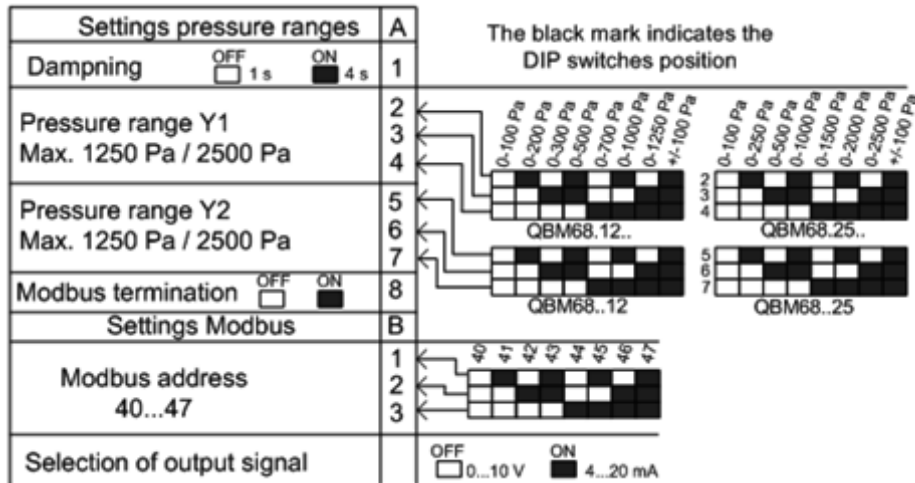 Settings pressure ranges A
The black mark indicates the
DIP switches position
Dampning OFF 1 s ON 4 s 1
Pressure range Y1
Max. 1250 Pa / 2500 Pa
2
3
4
0-100 Pa 0-200 Pa 0-300 Pa 0-500 Pa 0-700 Pa 0-1000 Pa 0-1250 Pa +/-100 Pa
0-100 Pa 0-250 Pa 0-500 Pa 0-1000 Pa 0-1500 Pa 0-2000 Pa 0-2500 Pa +/-100 Pa
2
3
4
QBM68.12.. QBM68.25..
Pressure range Y2
Max. 1250 Pa / 2500 Pa
5
6
7
5
6
7
QBM68..12 QBM68..25
Modbus termination OFF ON 8
Settings Modbus B
Modbus address
40...47
1
2
3
40 41 42 43 44 45 46 47
Selection of output signal
OFF 0...10 V ON 4...20 mA